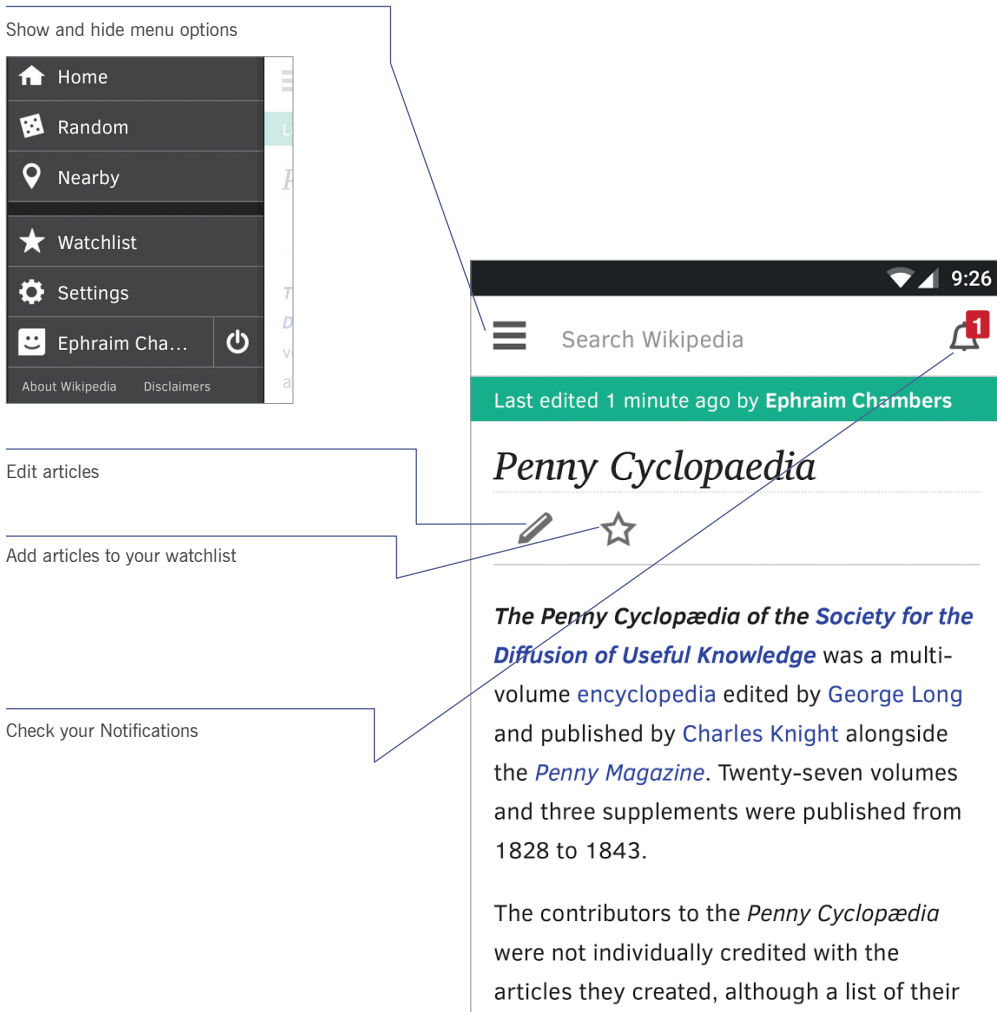 Show and hide menu options
Home
Random
Nearby
Watchlist
Settings
Ephraim Cha...
About Wikipedia Disclaimers
Edit articles
Add articles to your watchlist
Check your Notifications
9:26
Search Wikipedia
1
Last edited 1 minute ago by Ephraim Chambers
Penny Cyclopaedia
The Penny Cyclopædia of the Society for the
Diffusion of Useful Knowledge was a multi-
volume encyclopedia edited by George Long
and published by Charles Knight alongside
the Penny Magazine. Twenty-seven volumes
and three supplements were published from
1828 to 1843.
The contributors to the Penny Cyclopædia
were not individually credited with the
articles they created, although a list of their